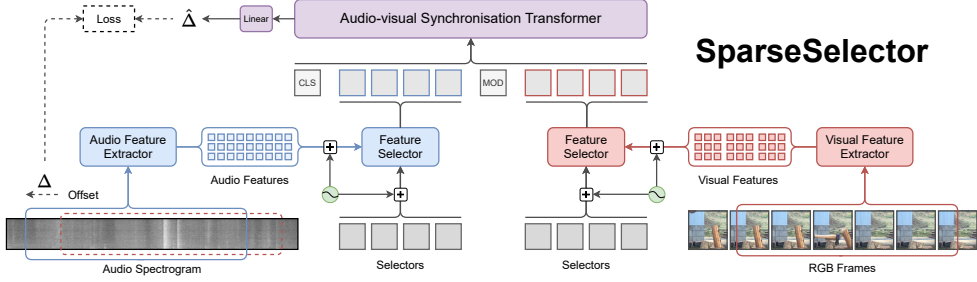 Loss
Δ̂
Linear
Audio-visual Synchronisation Transformer
SparseSelector
CLS
MOD
Audio Feature
Extractor
Feature
Selector
Feature
Selector
Visual Feature
Extractor
Audio Features
Visual Features
Δ
Offset
Audio Spectrogram
Selectors
Selectors
RGB Frames